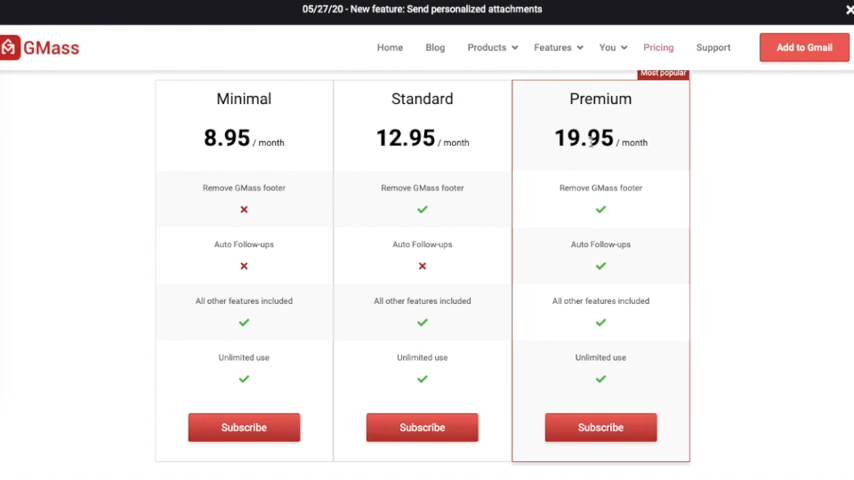 05/27/20 - New feature: Send personalized attachments
GMass
Home Blog Products Features You Pricing Support Add to Gmail
Most popular
Minimal Standard Premium
8.95 / month 12.95 / month 19.95 / month
Remove GMass footer Remove GMass footer Remove GMass footer
Auto Follow-ups Auto Follow-ups Auto Follow-ups
All other features included All other features included All other features included
Unlimited use Unlimited use Unlimited use
Subscribe Subscribe Subscribe